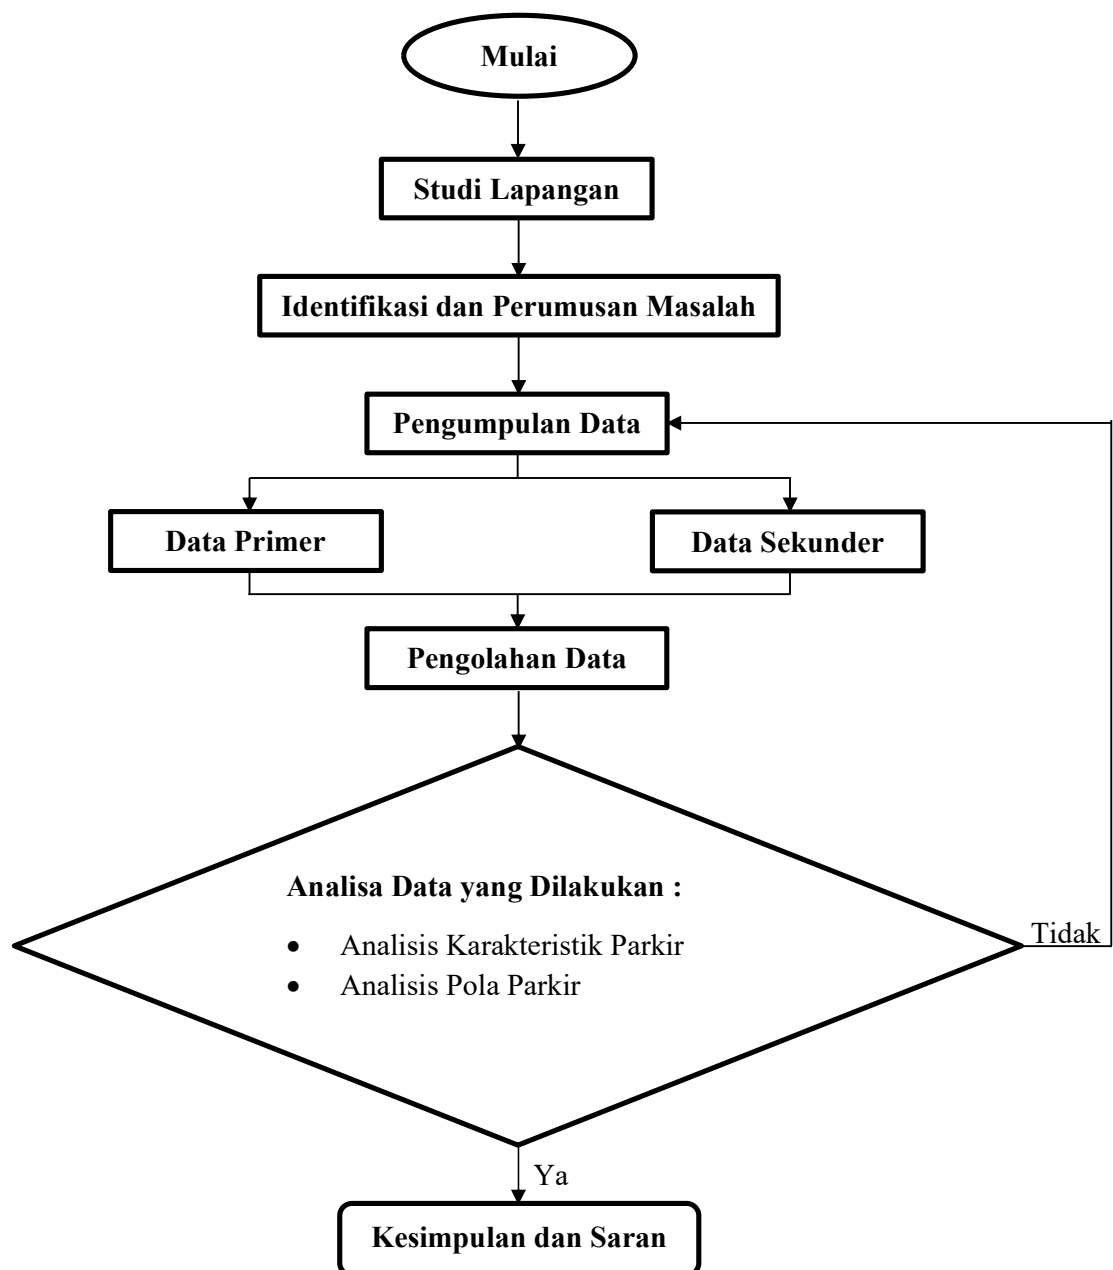 Mulai
Studi Lapangan
Identifikasi dan Perumusan Masalah
Pengumpulan Data
Data Primer
Data Sekunder
Pengolahan Data
Analisa Data yang Dilakukan :
• Analisis Karakteristik Parkir
• Analisis Pola Parkir
Tidak
Ya
Kesimpulan dan Saran